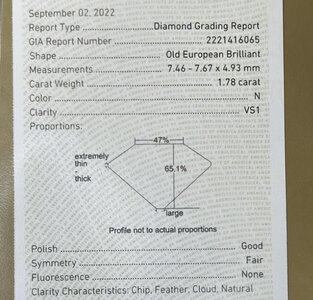 September 02, 2022
Report Type .......... Diamond Grading Report
GIA Report Number .......... 2221416065
Shape .......... Old European Brilliant
Measurements .......... 7.46 - 7.67 x 4.93 mm
Carat Weight .......... 1.78 carat
Color .......... N
Clarity .......... VS1
Proportions:
47%
extremely
thin
65.1%
thick
large
Profile not to actual proportions
Polish .......... Good
Symmetry .......... Fair
Fluorescence .......... None
Clarity Characteristics: Chip, Feather, Cloud, Natural